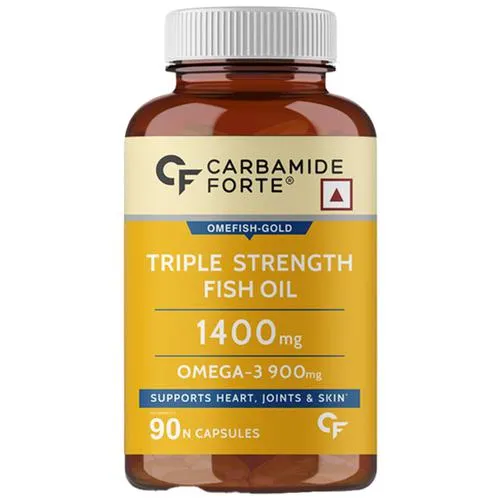 CF CARBAMIDE
FORTE®
OMEFISH-GOLD
TRIPLE STRENGTH
FISH OIL
1400mg
OMEGA-3 900mg
SUPPORTS HEART, JOINTS & SKIN*
90N CAPSULES
CF